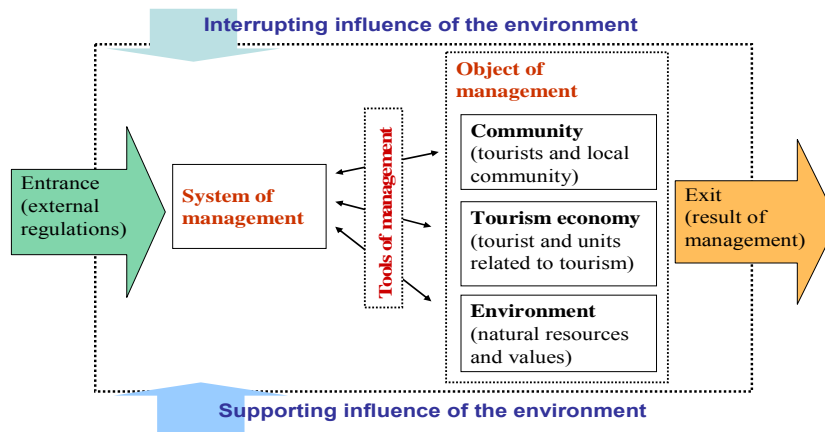 Interrupting influence of the environment
Object of
management
Community
(tourists and local
community)
Entrance
(external
regulations)
System of
management
Tools of management
Tourism economy
(tourist and units
related to tourism)
Exit
(result of
management)
Environment
(natural resources
and values)
Supporting influence of the environment